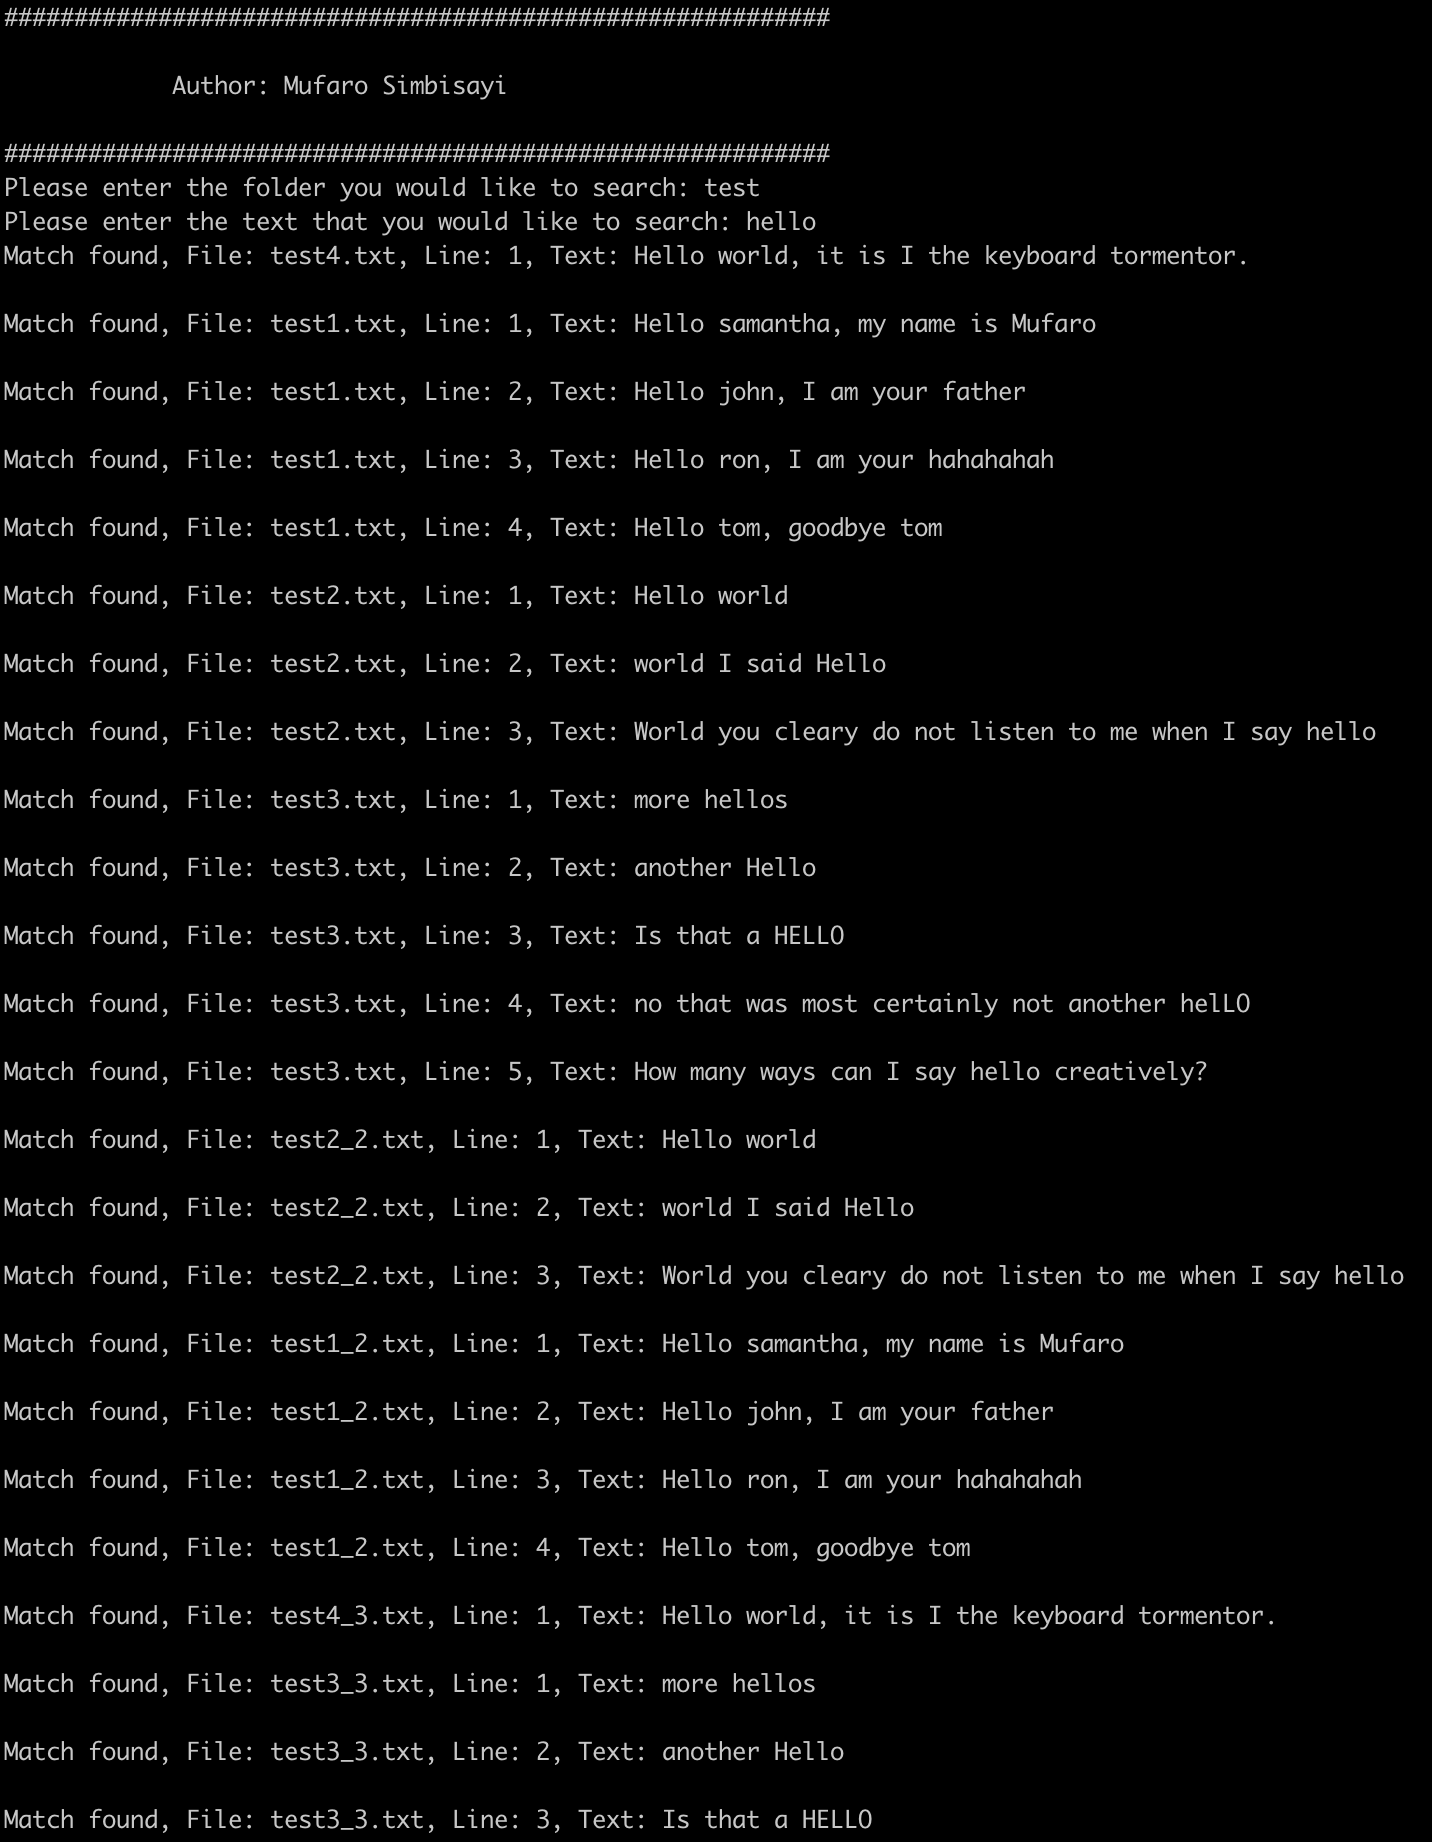 ###########################################################
Author: Mufaro Simbisayi
###########################################################
Please enter the folder you would like to search: test
Please enter the text that you would like to search: hello
Match found, File: test4.txt, Line: 1, Text: Hello world, it is I the keyboard tormentor.
Match found, File: test1.txt, Line: 1, Text: Hello samantha, my name is Mufaro
Match found, File: test1.txt, Line: 2, Text: Hello john, I am your father
Match found, File: test1.txt, Line: 3, Text: Hello ron, I am your hahahahah
Match found, File: test1.txt, Line: 4, Text: Hello tom, goodbye tom
Match found, File: test2.txt, Line: 1, Text: Hello world
Match found, File: test2.txt, Line: 2, Text: world I said Hello
Match found, File: test2.txt, Line: 3, Text: World you cleary do not listen to me when I say hello
Match found, File: test3.txt, Line: 1, Text: more hellos
Match found, File: test3.txt, Line: 2, Text: another Hello
Match found, File: test3.txt, Line: 3, Text: Is that a HELLO
Match found, File: test3.txt, Line: 4, Text: no that was most certainly not another helLO
Match found, File: test3.txt, Line: 5, Text: How many ways can I say hello creatively?
Match found, File: test2_2.txt, Line: 1, Text: Hello world
Match found, File: test2_2.txt, Line: 2, Text: world I said Hello
Match found, File: test2_2.txt, Line: 3, Text: World you cleary do not listen to me when I say hello
Match found, File: test1_2.txt, Line: 1, Text: Hello samantha, my name is Mufaro
Match found, File: test1_2.txt, Line: 2, Text: Hello john, I am your father
Match found, File: test1_2.txt, Line: 3, Text: Hello ron, I am your hahahahah
Match found, File: test1_2.txt, Line: 4, Text: Hello tom, goodbye tom
Match found, File: test4_3.txt, Line: 1, Text: Hello world, it is I the keyboard tormentor.
Match found, File: test3_3.txt, Line: 1, Text: more hellos
Match found, File: test3_3.txt, Line: 2, Text: another Hello
Match found, File: test3_3.txt, Line: 3, Text: Is that a HELLO